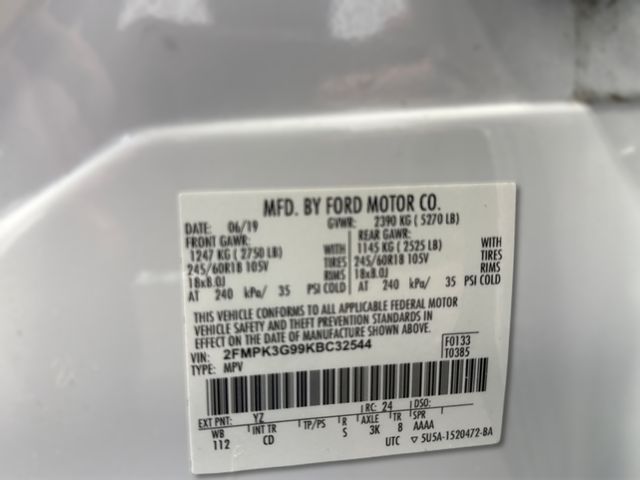 MFD. BY FORD MOTOR CO.
DATE: 06/19 GVWR: 2390 KG ( 5270 LB)
FRONT GAWR: REAR GAWR:
1247 KG ( 2750 LB) WITH 1145 KG ( 2525 LB) WITH
245/60R18 105V TIRES 245/60R18 105V TIRES
18x8.0J RIMS 18x8.0J RIMS
AT 240 kPa/ 35 PSI COLD AT 240 kPa/ 35 PSI COLD
THIS VEHICLE CONFORMS TO ALL APPLICABLE FEDERAL MOTOR
VEHICLE SAFETY AND THEFT PREVENTION STANDARDS IN
EFFECT ON THE DATE OF MANUFACTURE SHOWN ABOVE.
VIN: 2FMPK3G99KBC32544 F0133
TYPE: MPV T0385
EXT PNT: YZ RC: 24 DSO:
WB INT TR TP/PS R AXLE TR SPR
112 CD S 3K 8 AAAA
UTC ▽ 5U5A-1520472-BA